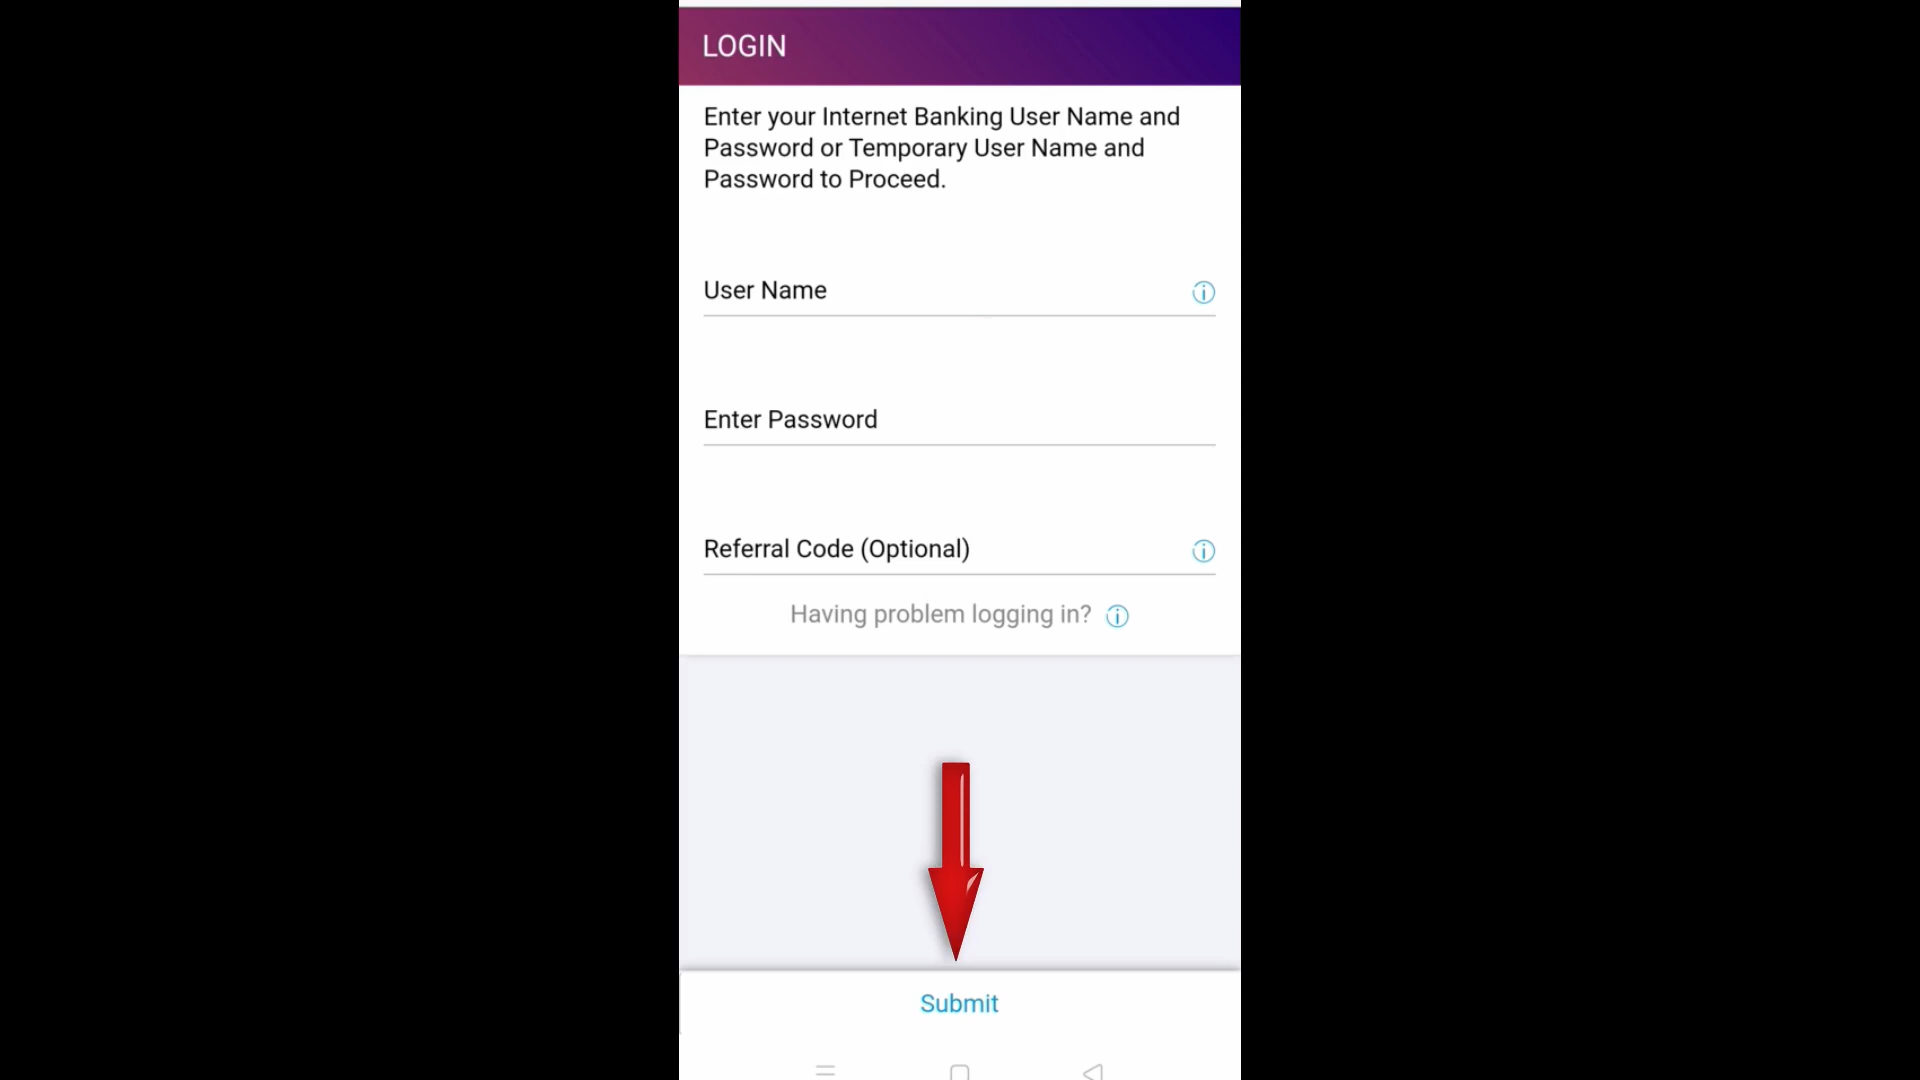 LOGIN
Enter your Internet Banking User Name and
Password or Temporary User Name and
Password to Proceed.
User Name
Enter Password
Referral Code (Optional)
Having problem logging in?
Submit